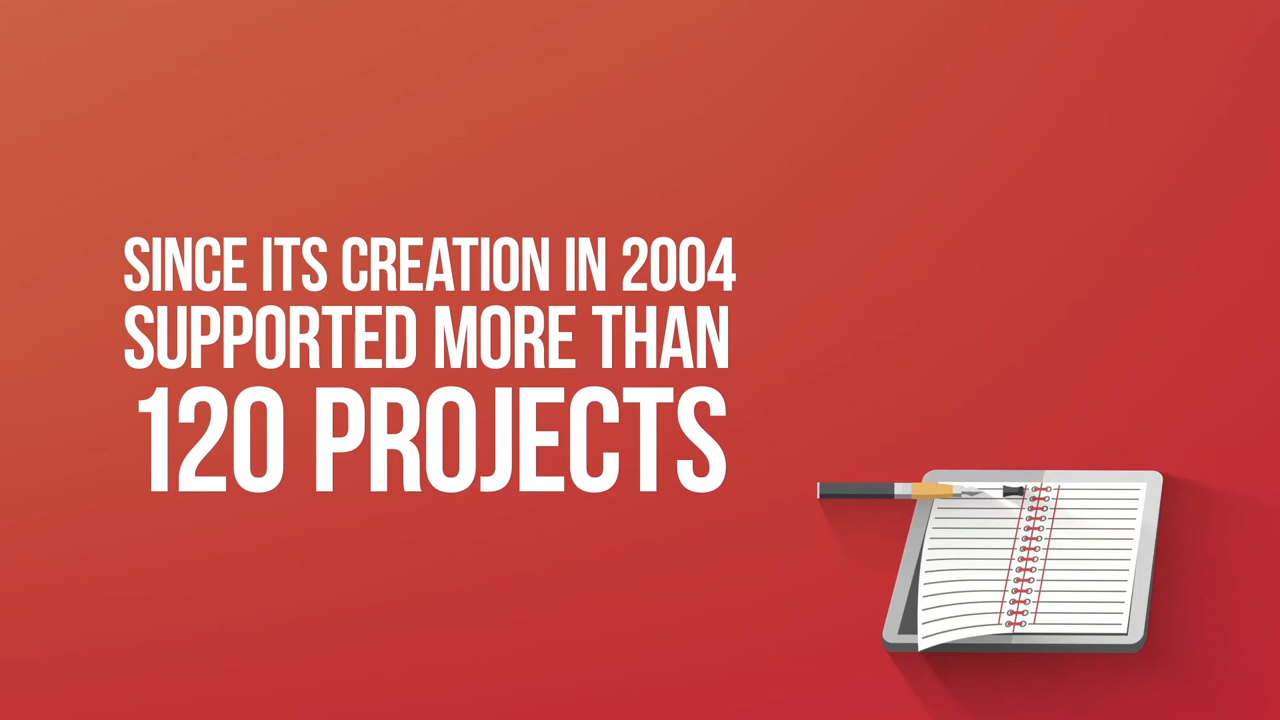 SINCE ITS CREATION IN 2004
SUPPORTED MORE THAN
120 PROJECTS